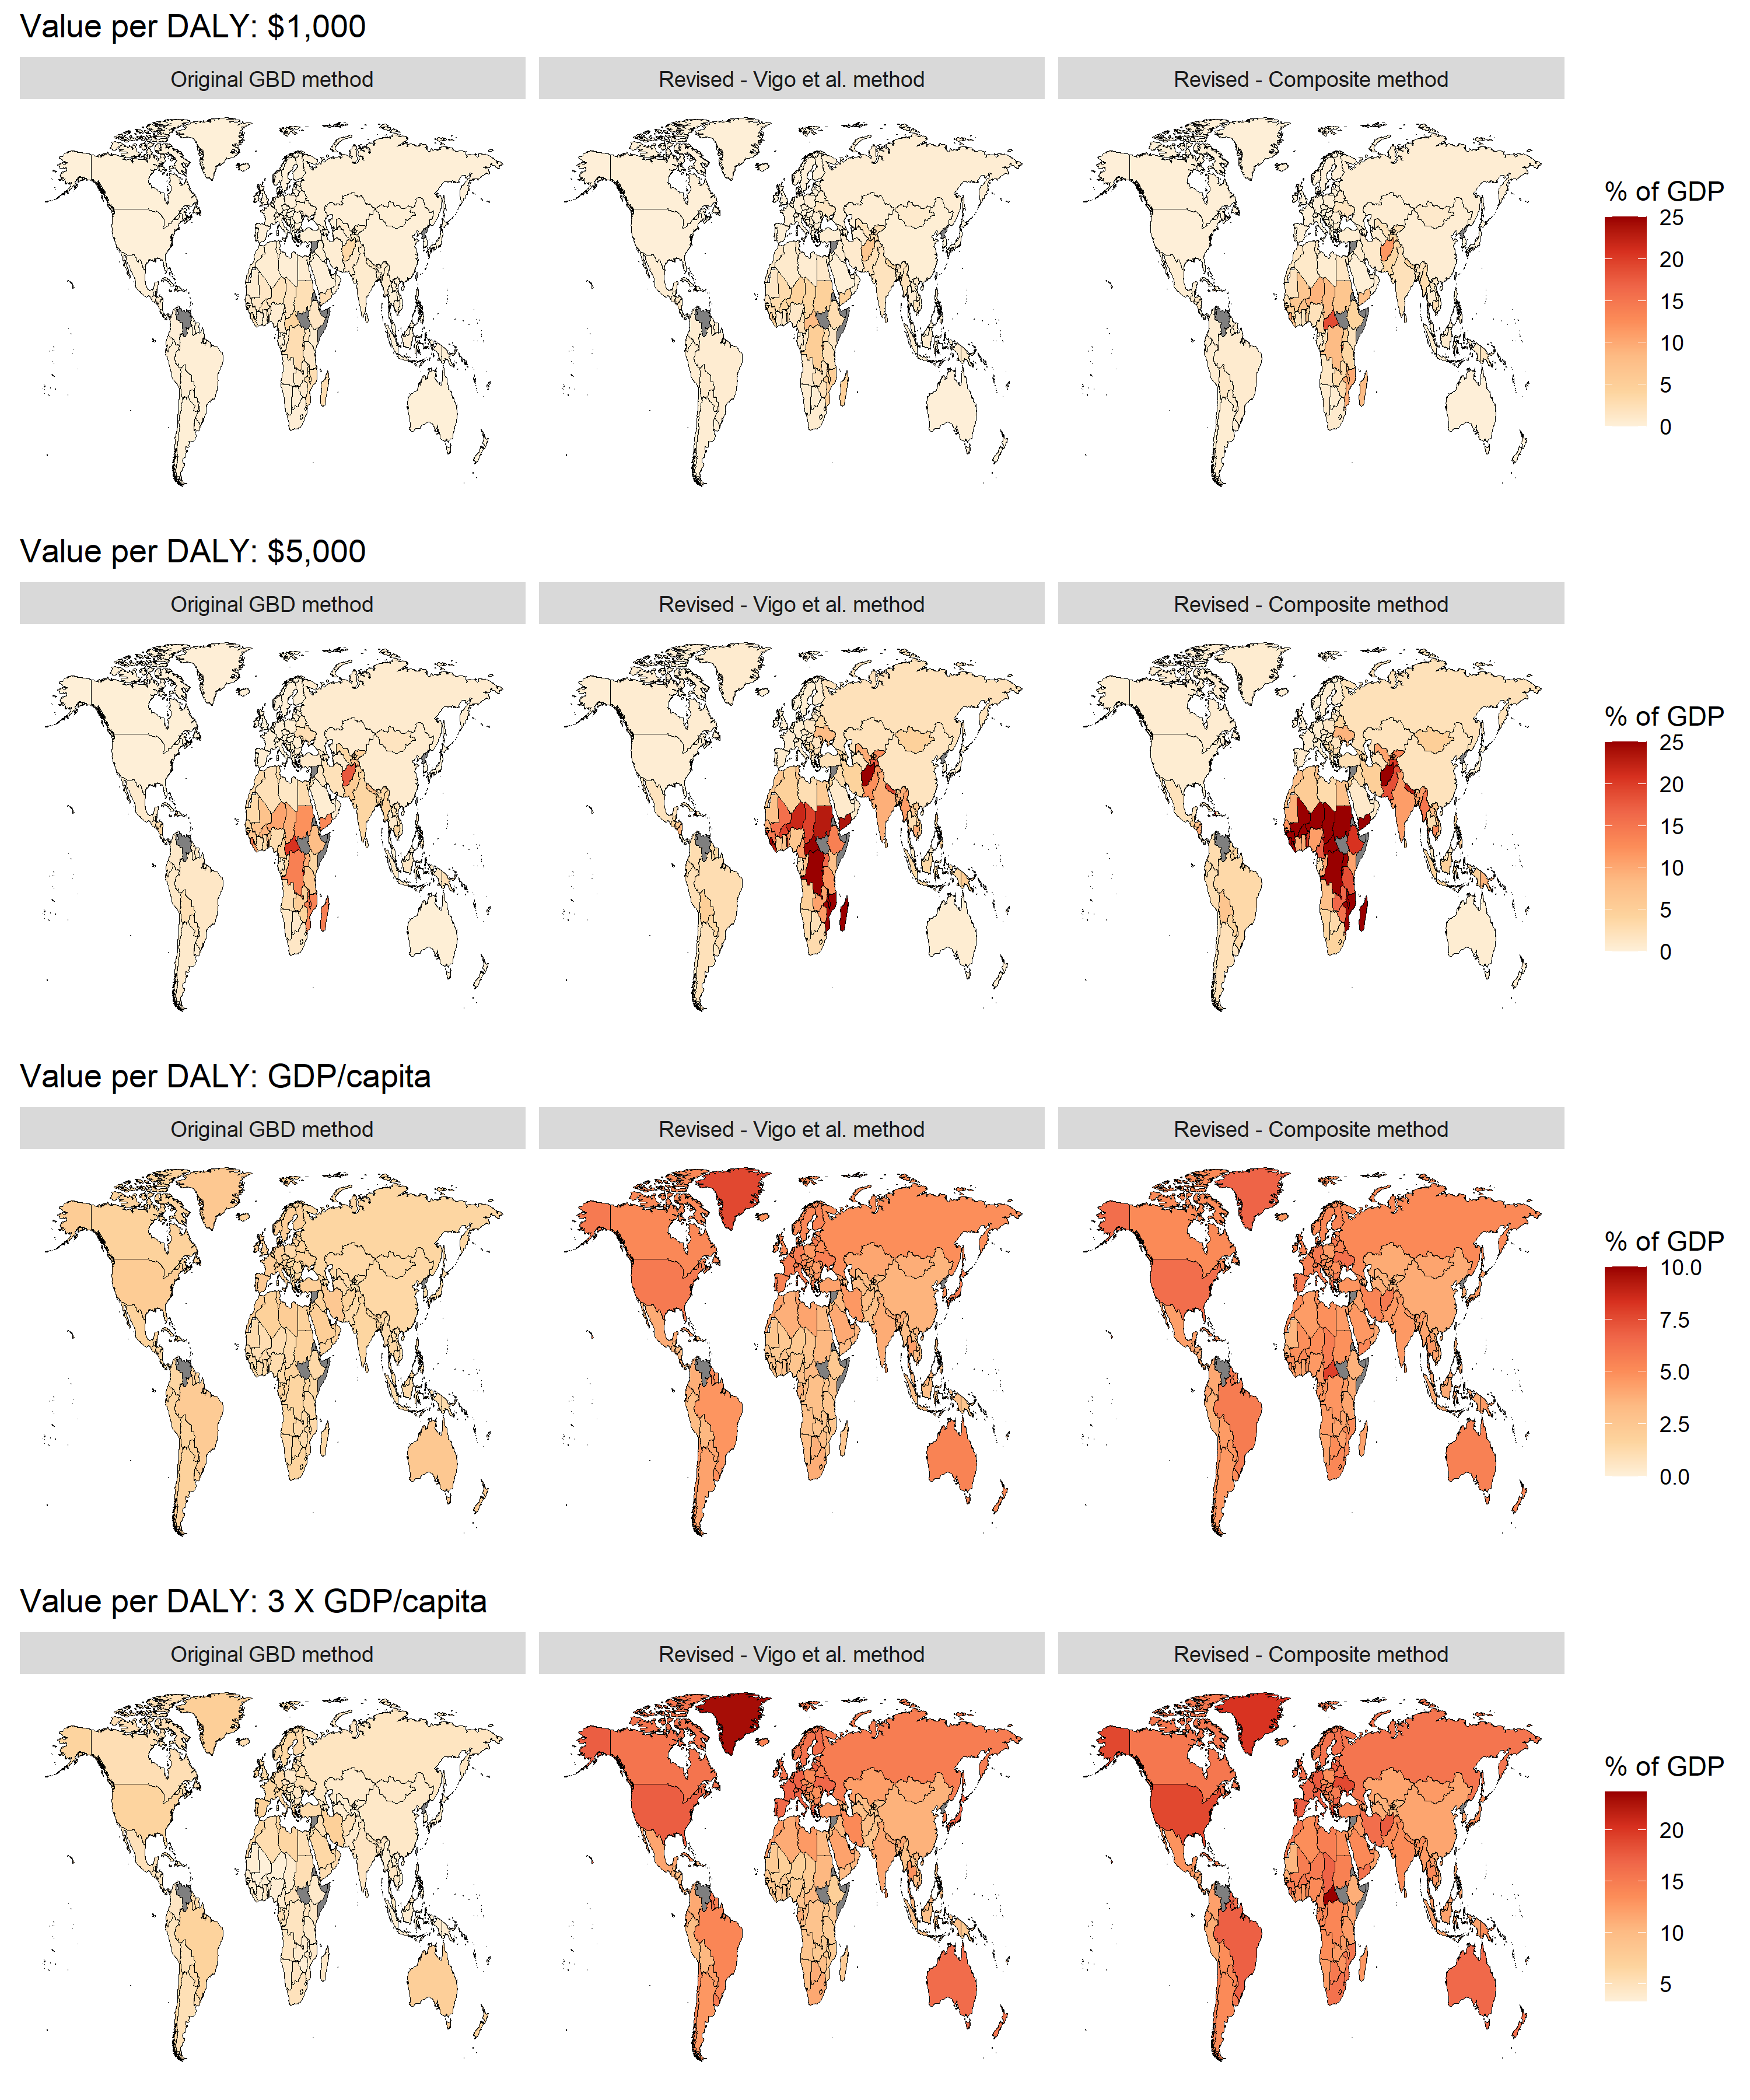 Value per DALY: $1,000
Original GBD method
Revised - Vigo et al. method
Revised - Composite method
% of GDP
25
20
15
10
5
0
Value per DALY: $5,000
Original GBD method
Revised - Vigo et al. method
Revised - Composite method
% of GDP
25
20
15
10
5
0
Value per DALY: GDP/capita
Original GBD method
Revised - Vigo et al. method
Revised - Composite method
% of GDP
10.0
7.5
5.0
2.5
0.0
Value per DALY: 3 X GDP/capita
Original GBD method
Revised - Vigo et al. method
Revised - Composite method
% of GDP
20
15
10
5